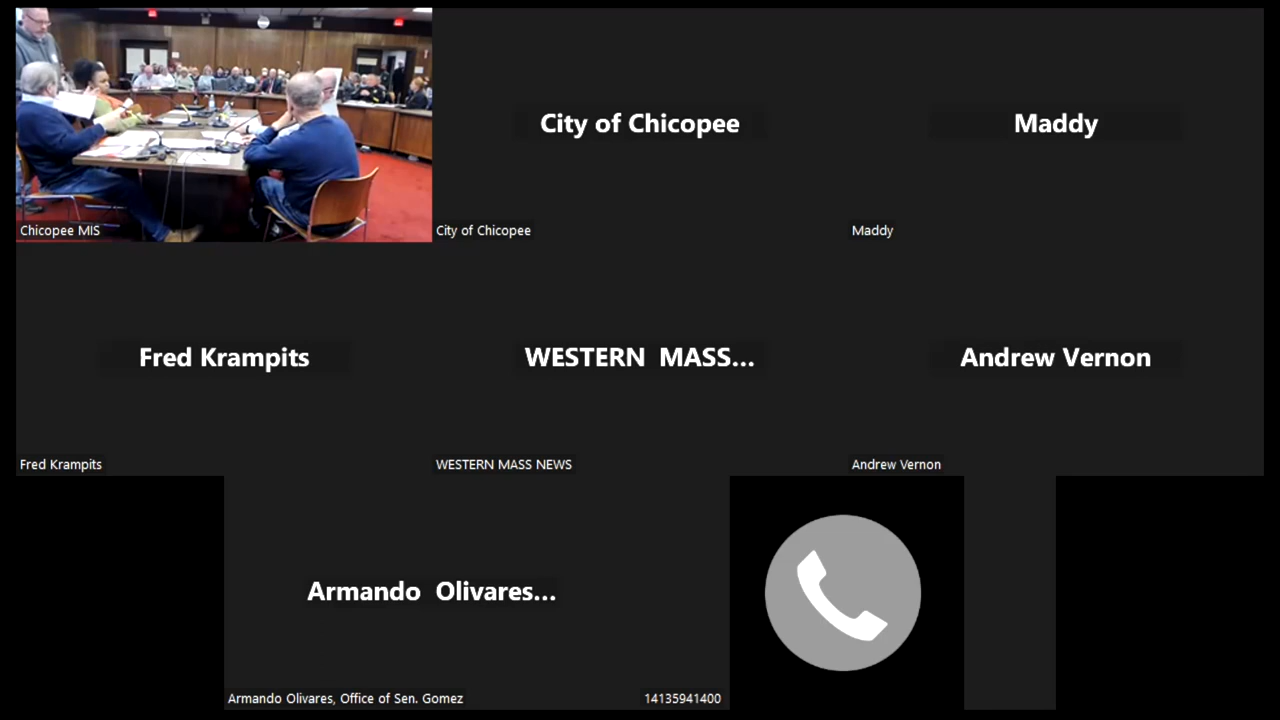 City of Chicopee
Maddy
Chicopee MIS
City of Chicopee
Maddy
Fred Krampits
WESTERN MASS...
Andrew Vernon
Fred Krampits
WESTERN MASS NEWS
Andrew Vernon
Armando Olivares...
Armando Olivares, Office of Sen. Gomez
14135941400